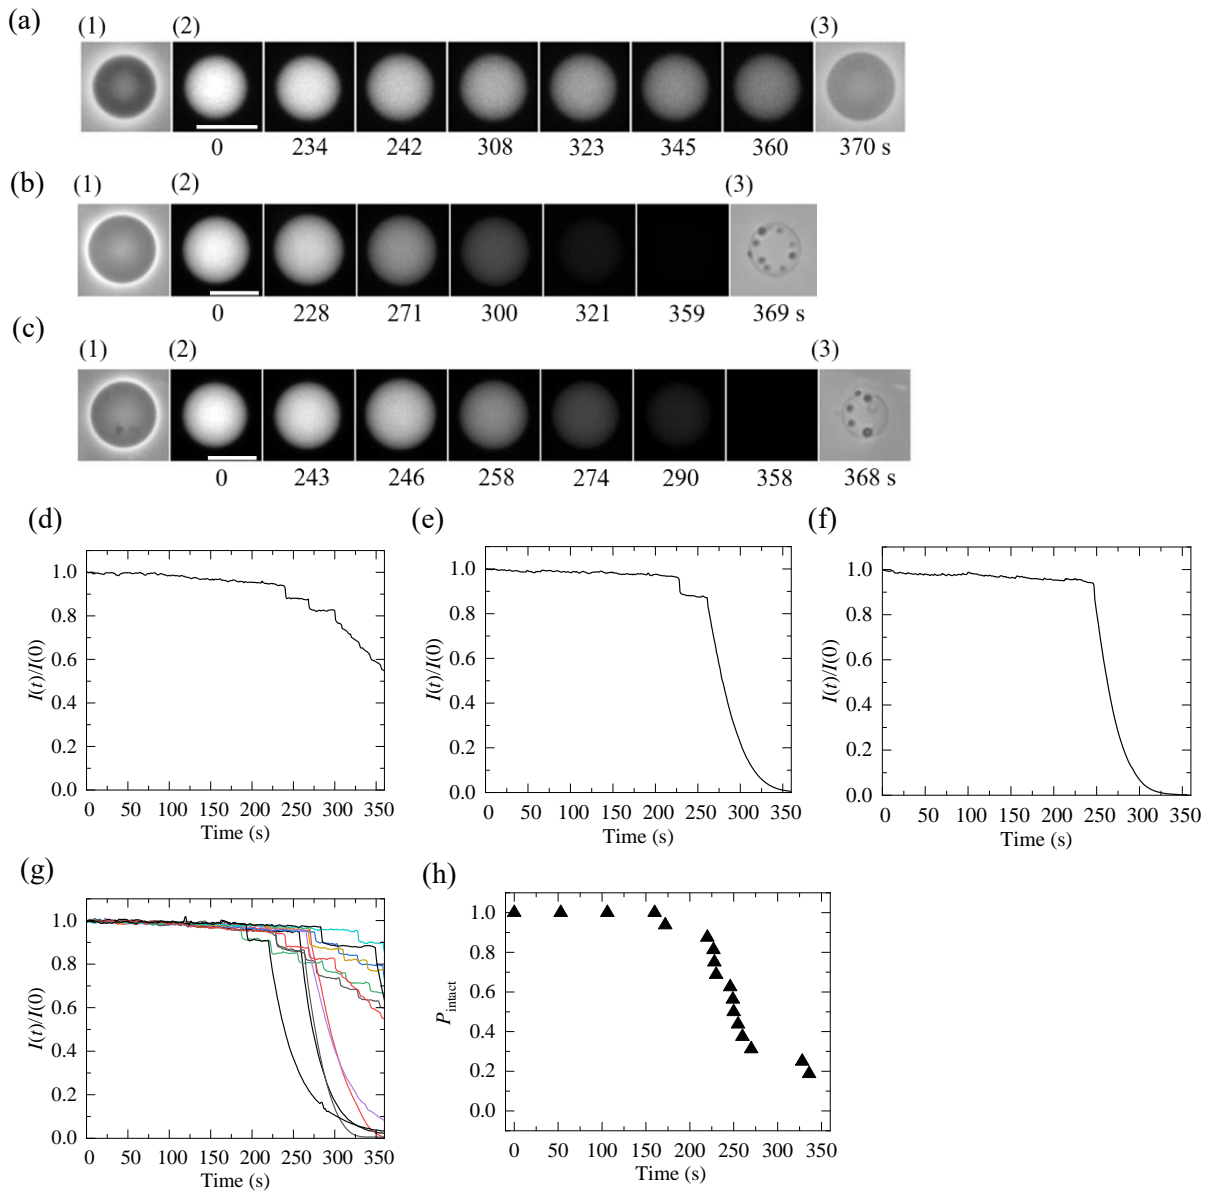 (a)
(1) (2) (3)
0 234 242 308 323 345 360 370 s
(b)
(1) (2) (3)
0 228 271 300 321 359 369 s
(c)
(1) (2) (3)
0 243 246 258 274 290 358 368 s
(d) (e) (f)
I(t)/I(0)
1.0
0.8
0.6
0.4
0.2
0.0
0 50 100 150 200 250 300 350
Time (s)
I(t)/I(0)
1.0
0.8
0.6
0.4
0.2
0.0
0 50 100 150 200 250 300 350
Time (s)
I(t)/I(0)
1.0
0.8
0.6
0.4
0.2
0.0
0 50 100 150 200 250 300 350
Time (s)
(g) (h)
I(t)/I(0)
1.0
0.8
0.6
0.4
0.2
0.0
0 50 100 150 200 250 300 350
Time (s)
Pintact
1.0
0.8
0.6
0.4
0.2
0.0
0 50 100 150 200 250 300 350
Time (s)